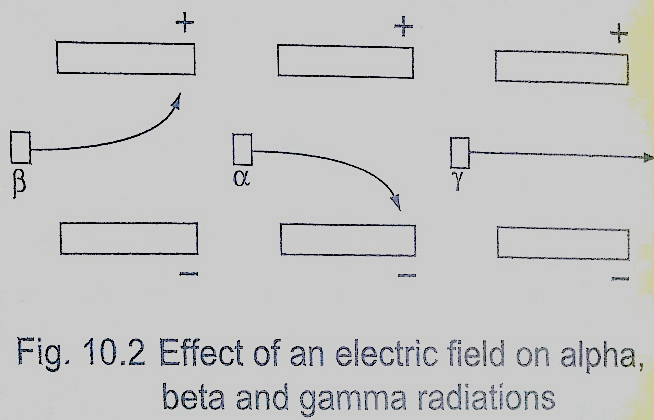 + + +
β α γ
− − −
Fig. 10.2 Effect of an electric field on alpha,
beta and gamma radiations